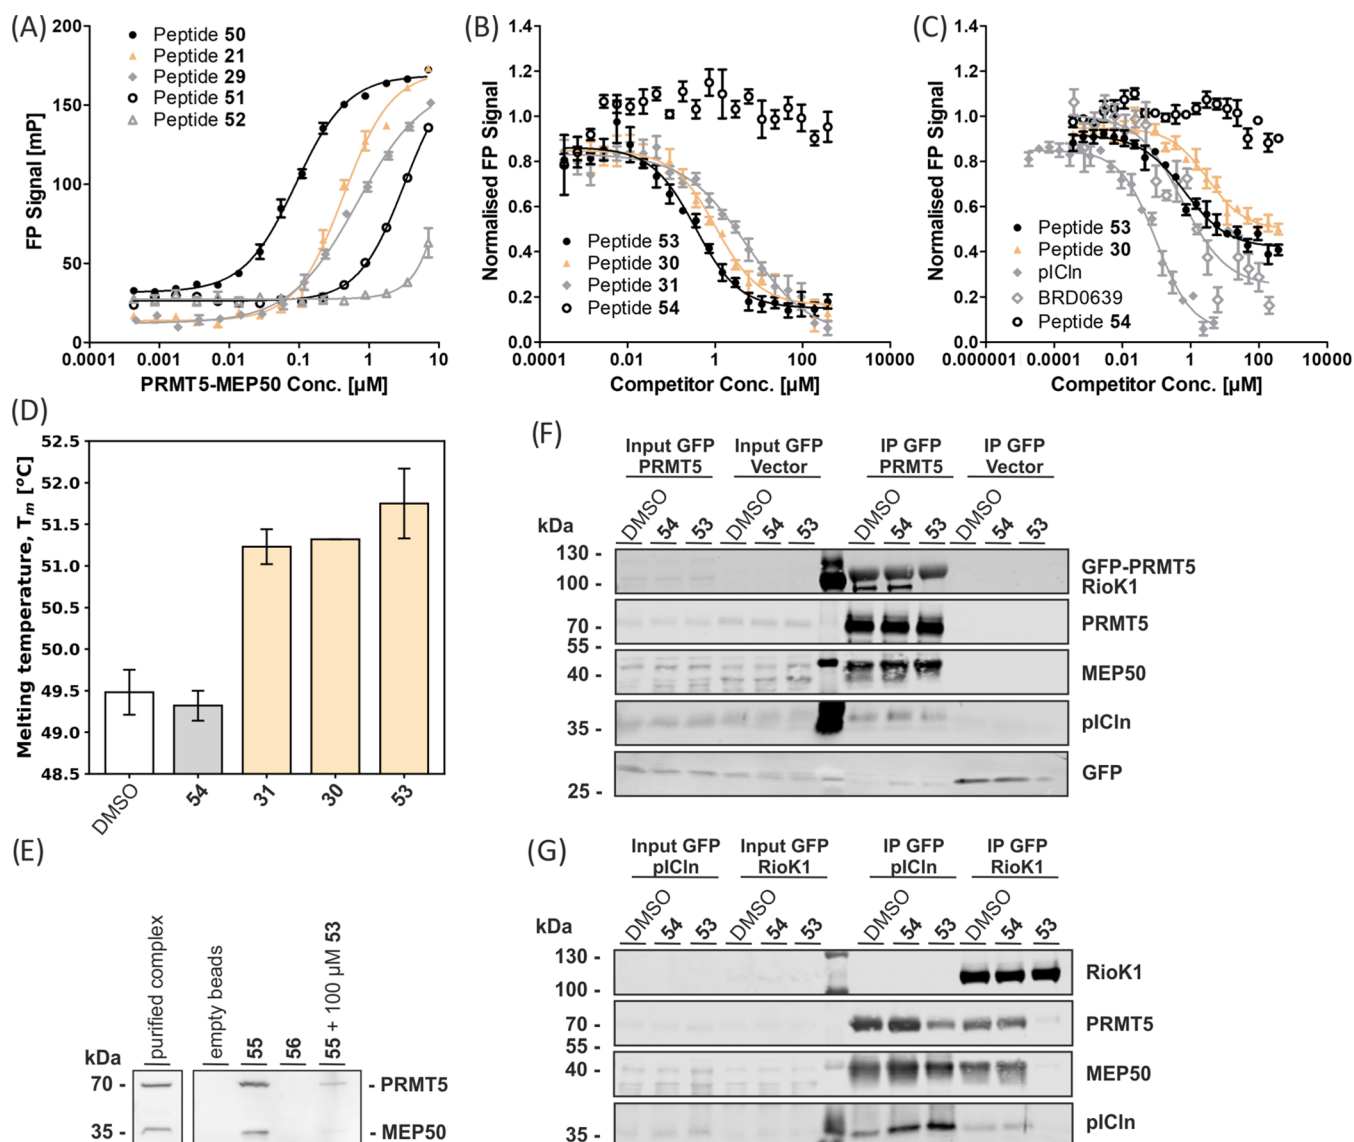 (A)
200
150
100
50
0
FP Signal [mP]
Peptide 50
Peptide 21
Peptide 29
Peptide 51
Peptide 52
0.0001
0.01
0.1
1
10
PRMT5-MEP50 Conc. [µM]
(B)
1.4
1.2
1.0
0.8
0.6
0.4
0.2
0.0
Normalised FP Signal
Peptide 53
Peptide 30
Peptide 31
Peptide 54
0.0001
0.01
1
100
10000
Competitor Conc. [µM]
(C)
1.4
1.2
1.0
0.8
0.6
0.4
0.2
0.0
Normalised FP Signal
Peptide 53
Peptide 30
pICln
BRD0639
Peptide 54
0.000001
0.0001
0.01
1
100
10000
Competitor Conc. [µM]
(D)
52.5
52.0
51.5
51.0
50.5
50.0
49.5
49.0
48.5
Melting temperature, Tm [°C]
DMSO
54
31
30
53
(E)
purified complex
empty beads
55
56
55 + 100 µM 53
kDa
70 -
- PRMT5
35 -
- MEP50
(F)
Input GFP PRMT5
Input GFP Vector
IP GFP PRMT5
IP GFP Vector
kDa
DMSO 54 53 DMSO 54 53 DMSO 54 53 DMSO 54 53
130 -
GFP-PRMT5
100 -
RioK1
70 -
PRMT5
55 -
40 -
MEP50
35 -
pICln
25 -
GFP
(G)
Input GFP pICln
Input GFP RioK1
IP GFP pICln
IP GFP RioK1
kDa
DMSO 54 53 DMSO 54 53 DMSO 54 53 DMSO 54 53
130 -
RioK1
100 -
70 -
PRMT5
55 -
40 -
MEP50
35 -
pICln